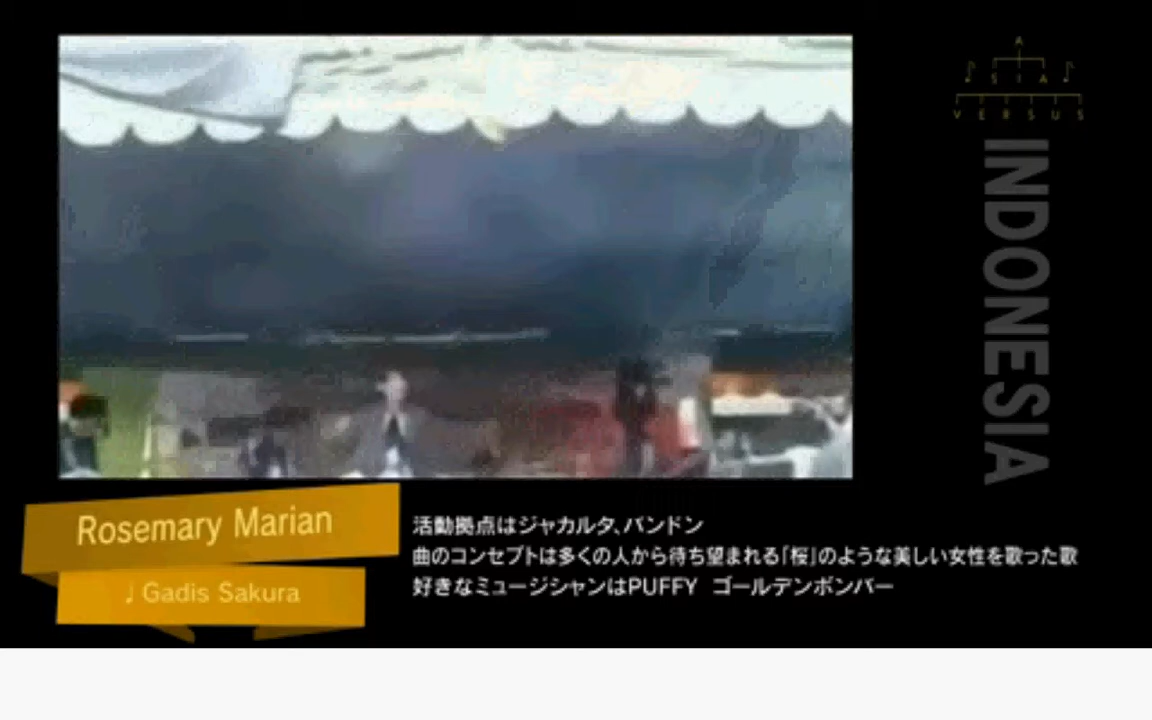 A
♪ S I A ♪
VERSUS
INDONESIA
Rosemary Marian
♩ Gadis Sakura
活動拠点はジャカルタ、バンドン
曲のコンセプトは多くの人から待ち望まれる「桜」のような美しい女性を歌った歌
好きなミュージシャンはPUFFY ゴールデンボンバー